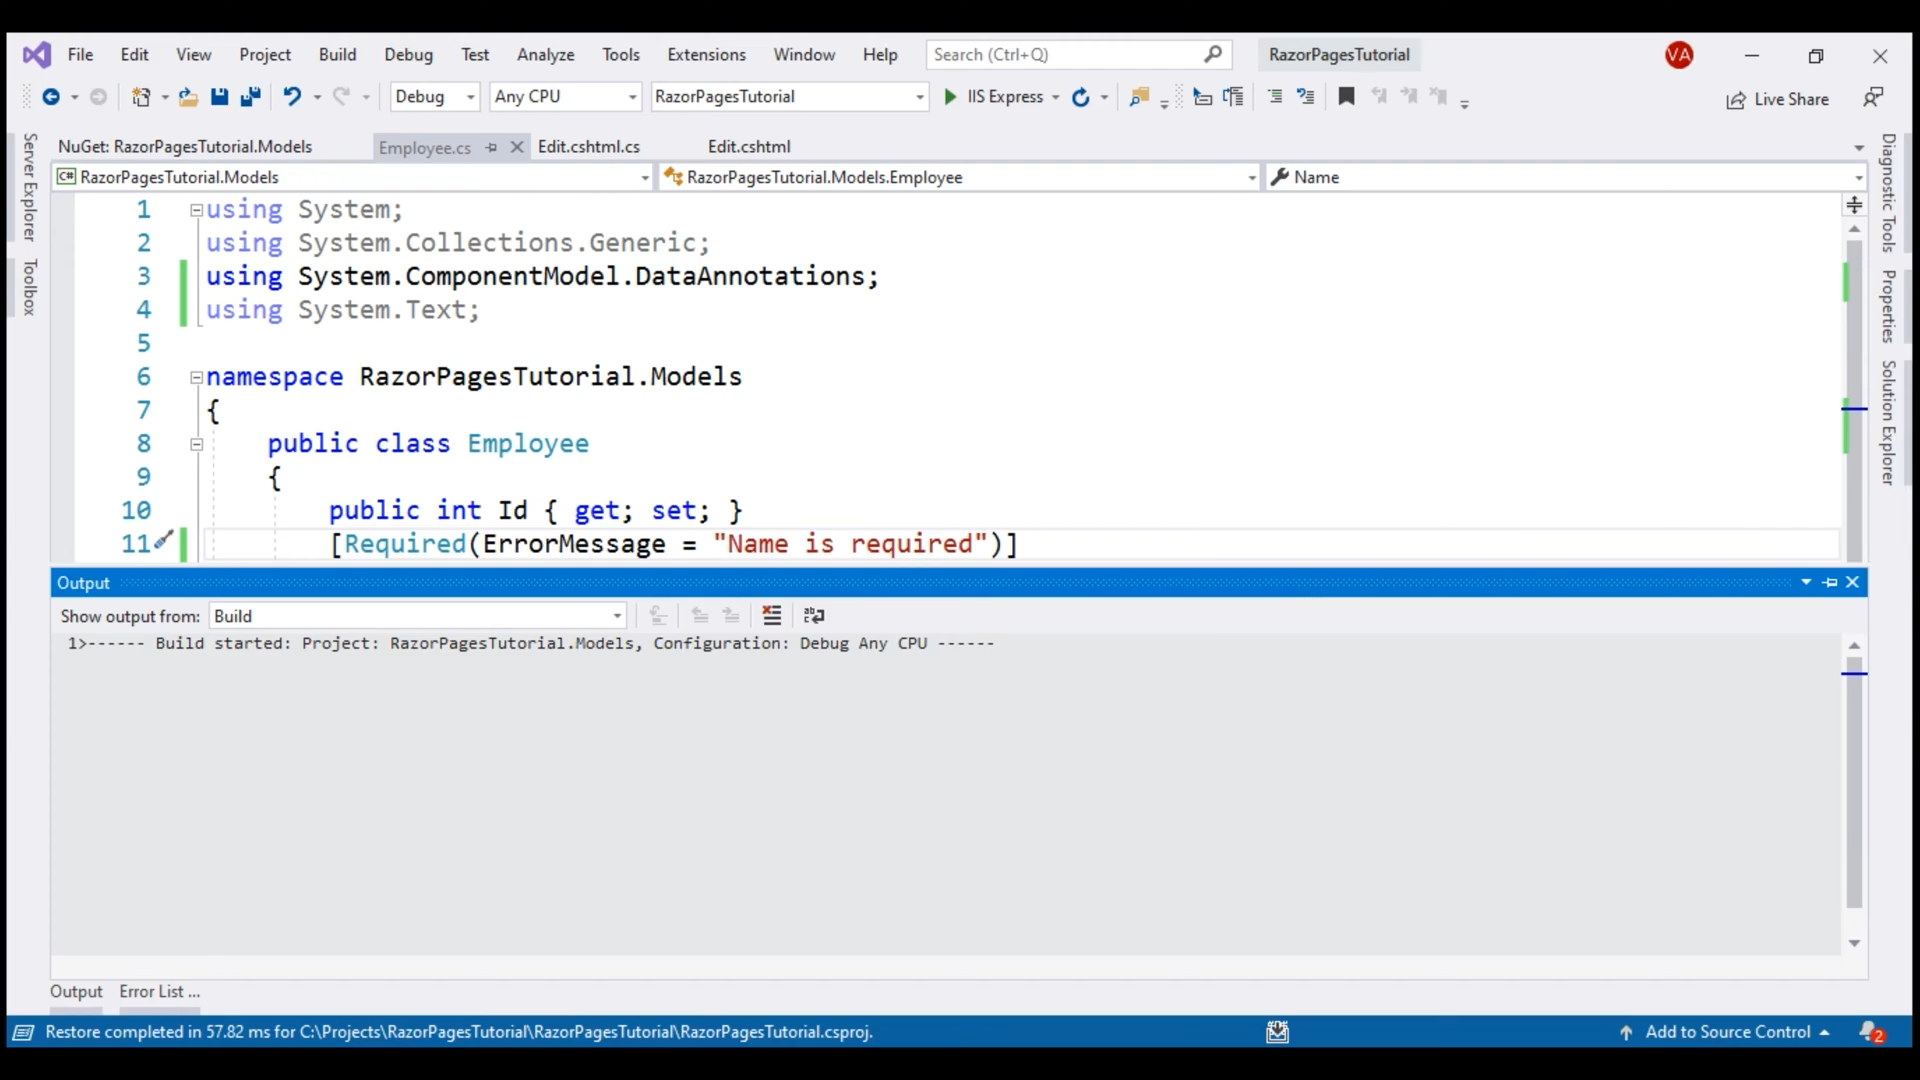 File Edit View Project Build Debug Test Analyze Tools Extensions Window Help Search (Ctrl+Q) RazorPagesTutorial VA
Debug Any CPU RazorPagesTutorial IIS Express Live Share
NuGet: RazorPagesTutorial.Models Employee.cs Edit.cshtml.cs Edit.cshtml
C# RazorPagesTutorial.Models RazorPagesTutorial.Models.Employee Name
Server Explorer
Toolbox
1 using System;
2 using System.Collections.Generic;
3 using System.ComponentModel.DataAnnotations;
4 using System.Text;
5
6 namespace RazorPagesTutorial.Models
7 {
8 public class Employee
9 {
10 public int Id { get; set; }
11 [Required(ErrorMessage = "Name is required")]
Diagnostic Tools
Properties
Solution Explorer
Output
Show output from: Build
1>------ Build started: Project: RazorPagesTutorial.Models, Configuration: Debug Any CPU ------
Output Error List ...
Restore completed in 57.82 ms for C:\Projects\RazorPagesTutorial\RazorPagesTutorial\RazorPagesTutorial.csproj. Add to Source Control 2